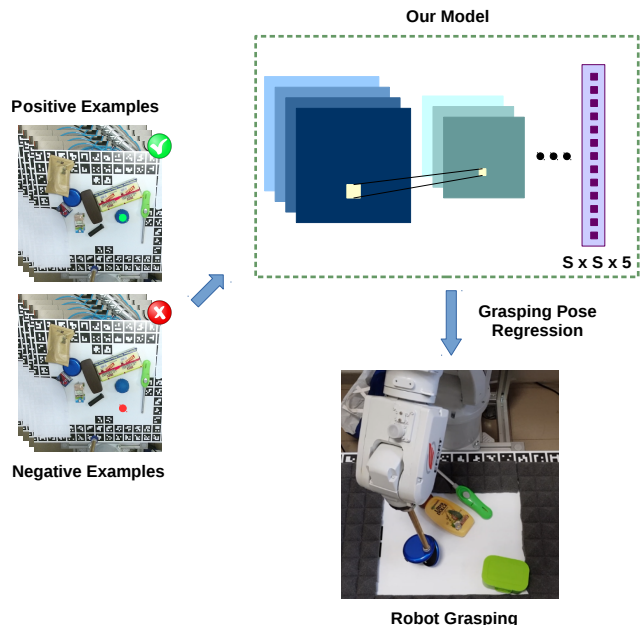 Our Model
Positive Examples
S x S x 5
Grasping Pose
Regression
Negative Examples
Robot Grasping